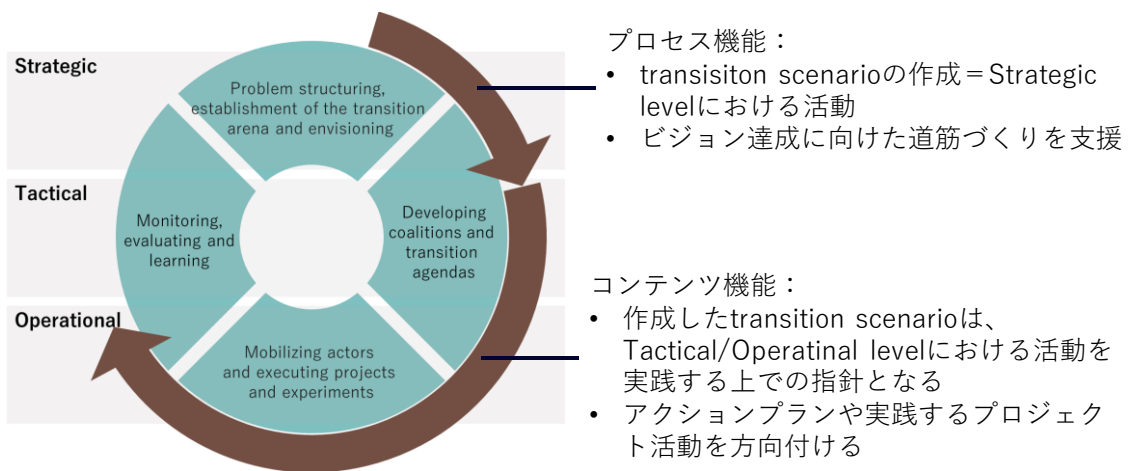 Strategic
Problem structuring,
establishment of the transition
arena and envisioning
Tactical
Monitoring,
evaluating and
learning
Developing
coalitions and
transition
agendas
Operational
Mobilizing actors
and executing projects
and experiments
プロセス機能：
• transisiton scenarioの作成＝Strategic
levelにおける活動
• ビジョン達成に向けた道筋づくりを支援
コンテンツ機能：
• 作成したtransition scenarioは、
Tactical/Operatinal levelにおける活動を
実践する上での指針となる
• アクションプランや実践するプロジェク
ト活動を方向付ける